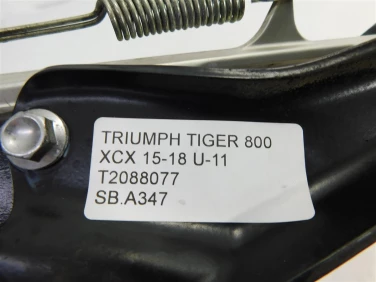 TRIUMPH TIGER 800
XCX 15-18 U-11
T2088077
SB.A347